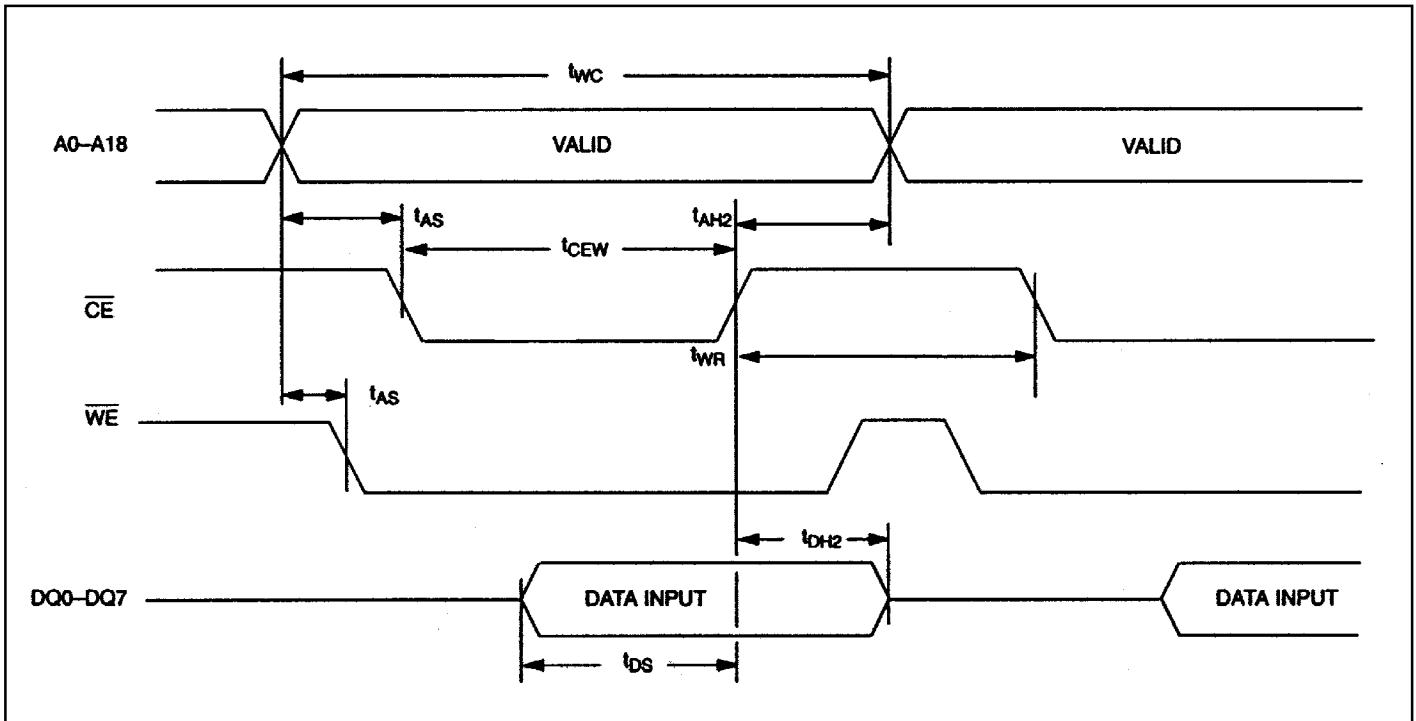 tWC
A0–A18
VALID
VALID
tAS
tAH2
tCEW
CE
tWR
tAS
WE
tDH2
DQ0–DQ7
DATA INPUT
DATA INPUT
tDS